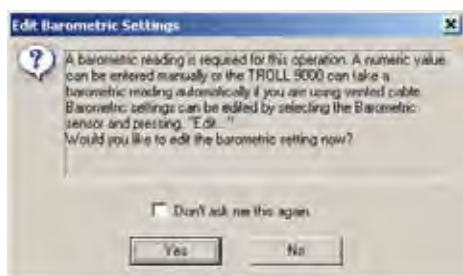 Edit Barometric Settings
A barometric reading is required for this operation. A numeric value
can be entered manually or the TROLL 9000 can take a
barometric reading automatically if you are using vented cable.
Barometric settings can be edited by selecting the Barometric
sensor and pressing, "Edit..."
Would you like to edit the barometric setting now?
Don't ask me this again
Yes
No